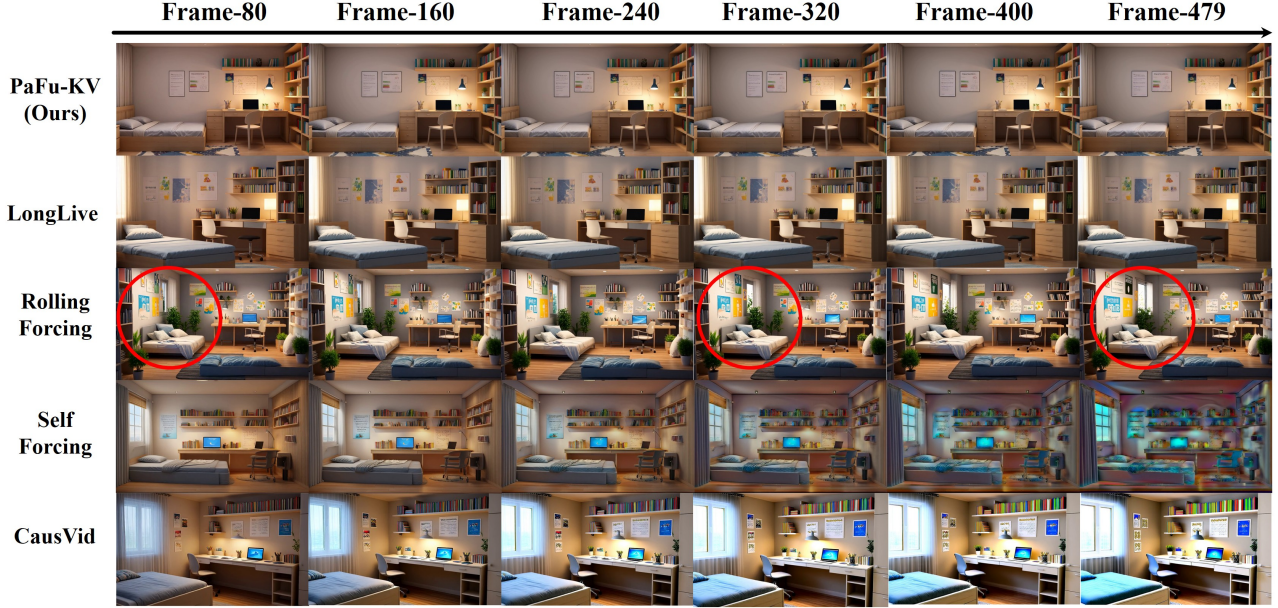 Frame-80 Frame-160 Frame-240 Frame-320 Frame-400 Frame-479
PaFu-KV
(Ours)
LongLive
Rolling
Forcing
Self
Forcing
CausVid